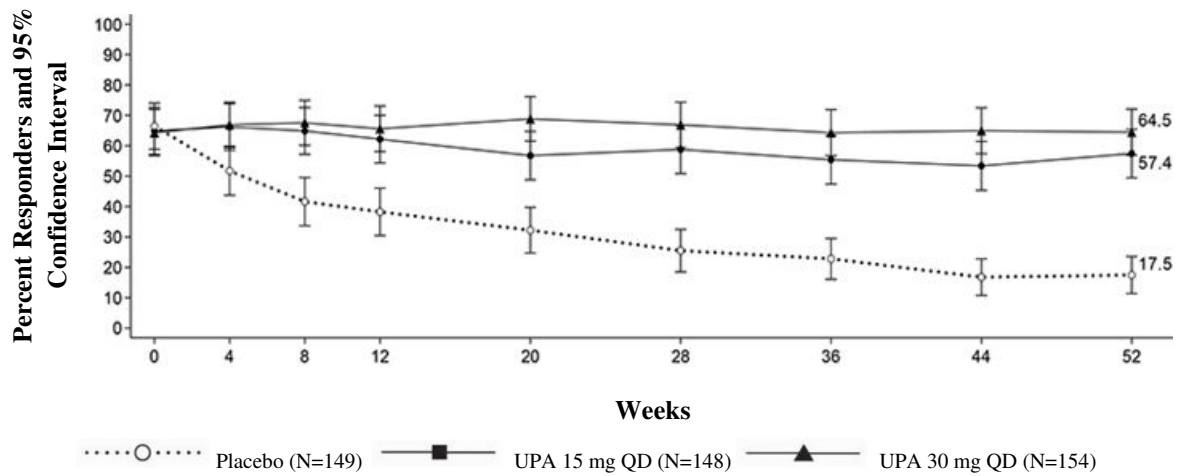 Percent Responders and 95%
Confidence Interval
100
90
80
70
60
50
40
30
20
10
0
64.5
57.4
17.5
0 4 8 12 20 28 36 44 52
Weeks
Placebo (N=149) UPA 15 mg QD (N=148) UPA 30 mg QD (N=154)